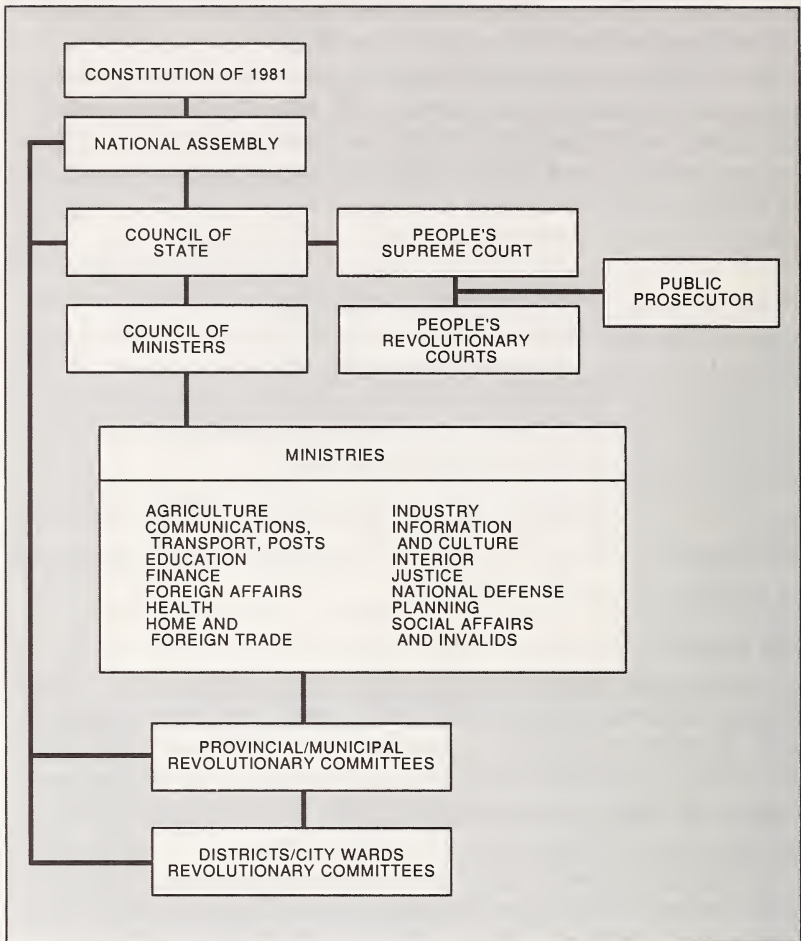 CONSTITUTION OF 1981
NATIONAL ASSEMBLY
COUNCIL OF
STATE
PEOPLE'S
SUPREME COURT
PUBLIC
PROSECUTOR
COUNCIL OF
MINISTERS
PEOPLE'S
REVOLUTIONARY
COURTS
MINISTRIES
AGRICULTURE
COMMUNICATIONS,
TRANSPORT, POSTS
EDUCATION
FINANCE
FOREIGN AFFAIRS
HEALTH
HOME AND
FOREIGN TRADE
INDUSTRY
INFORMATION
AND CULTURE
INTERIOR
JUSTICE
NATIONAL DEFENSE
PLANNING
SOCIAL AFFAIRS
AND INVALIDS
PROVINCIAL/MUNICIPAL
REVOLUTIONARY COMMITTEES
DISTRICTS/CITY WARDS
REVOLUTIONARY COMMITTEES